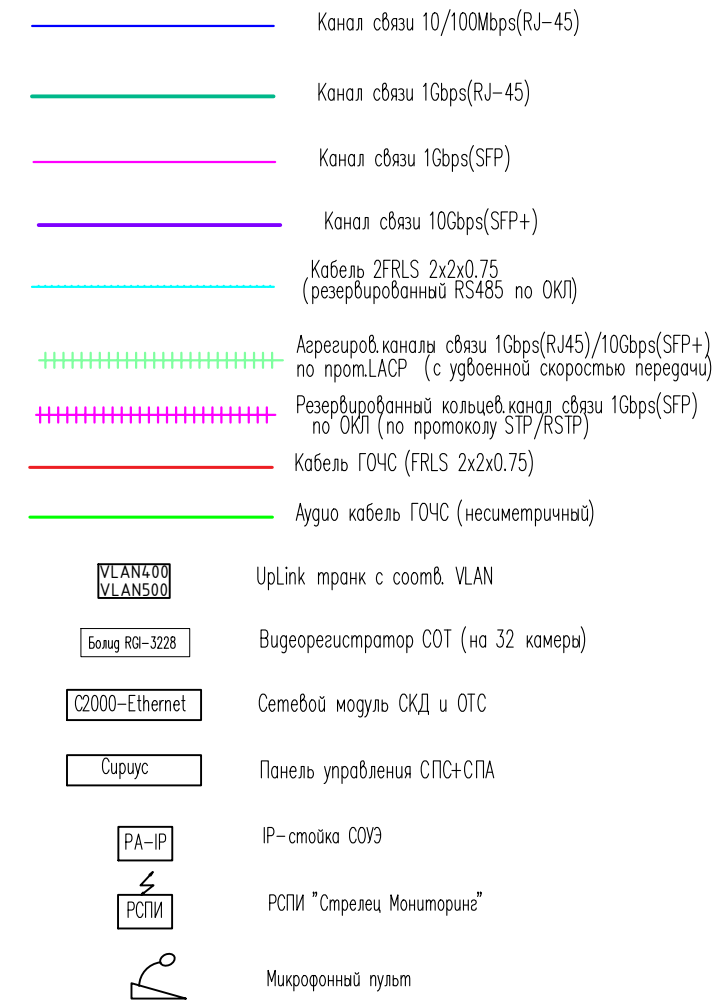 Канал связи 10/100Mbps(RJ-45)
Канал связи 1Gbps(RJ-45)
Канал связи 1Gbps(SFP)
Канал связи 10Gbps(SFP+)
Кабель 2FRLS 2x2x0.75
(резервированный RS485 по ОКЛ)
Агрегиров.каналы связи 1Gbps(RJ45)/10Gbps(SFP+)
по прот.LACP (с удвоенной скоростью передачи)
Резервированный кольцев.канал связи 1Gbps(SFP)
по ОКЛ (по протоколу STP/RSTP)
Кабель ГОЧС (FRLS 2x2x0.75)
Аудио кабель ГОЧС (несиметричный)
VLAN400
VLAN500
UpLink транк с соотв. VLAN
Болид RGI-3228
Видеорегистратор СОТ (на 32 камеры)
С2000-Ethernet
Сетевой модуль СКД и ОТС
Сириус
Панель управления СПС+СПА
PA-IP
IP-стойка СОУЭ
РСПИ
РСПИ "Стрелец Мониторинг"
Микрофонный пульт